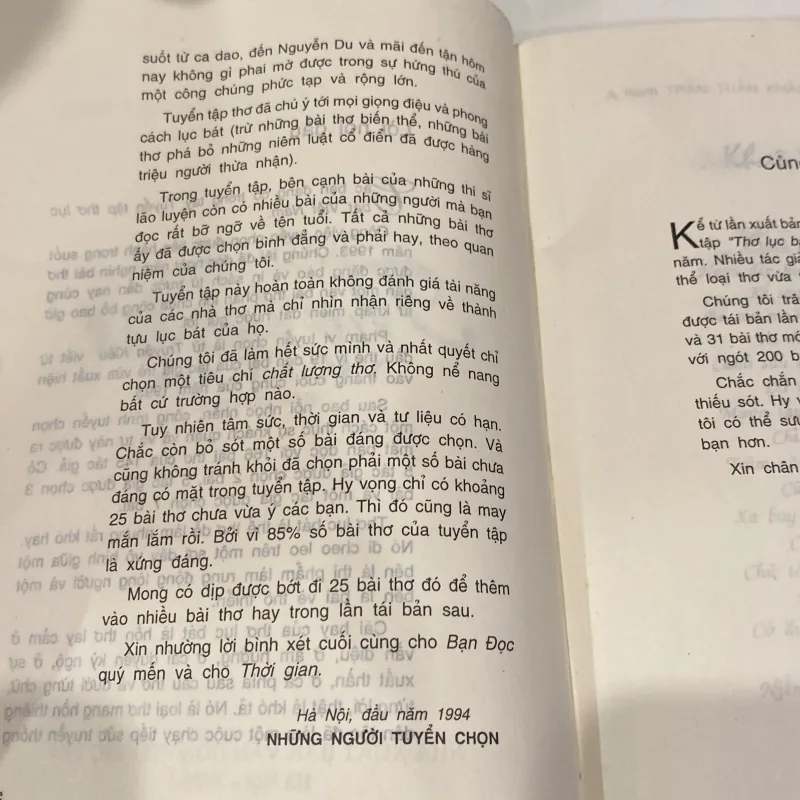 suốt từ ca dao, đến Nguyễn Du và mãi đến tận hôm
nay không gì phai mờ được trong sự hứng thú của
một công chúng phức tạp và rộng lớn.
Tuyển tập thơ đã chú ý tới mọi giọng điệu và phong
cách lục bát (trừ những bài thơ biến thể, những bài
thơ phá bỏ những niêm luật cổ điển đã được hàng
triệu người thừa nhận).
Trong tuyển tập, bên cạnh bài của những thi sĩ
lão luyện còn có nhiều bài của những người mà bạn
đọc rất bỡ ngỡ về tên tuổi. Tất cả những bài thơ
ấy đã được chọn bình đẳng và phải hay, theo quan
niệm của chúng tôi.
Tuyển tập này hoàn toàn không đánh giá tài năng
của các nhà thơ mà chỉ nhìn nhận riêng về thành
tựu lục bát của họ.
Chúng tôi đã làm hết sức mình và nhất quyết chỉ
chọn một tiêu chí chất lượng thơ. Không nể nang
bất cứ trường hợp nào.
Tuy nhiên tâm sức, thời gian và tư liệu có hạn.
Chắc còn bỏ sót một số bài đáng được chọn. Và
cũng không tránh khỏi đã chọn phải một số bài chưa
đáng có mặt trong tuyển tập. Hy vọng chỉ có khoảng
25 bài thơ chưa vừa ý các bạn. Thì đó cũng là may
mắn lắm rồi. Bởi vì 85% số bài thơ của tuyển tập
là xứng đáng.
Mong có dịp được bớt đi 25 bài thơ đó để thêm
vào nhiều bài thơ hay trong lần tái bản sau.
Xin nhường lời bình xét cuối cùng cho Bạn Đọc
quý mến và cho Thời gian.
Hà Nội, đầu năm 1994
NHỮNG NGƯỜI TUYỂN CHỌN
Cùng
Kể từ lần xuất bản
tập "Thơ lục b
năm. Nhiều tác gi
thể loại thơ vừa
Chúng tôi trâ
được tái bản lần
và 31 bài thơ mớ
với ngót 200 b
Chắc chắn
thiếu sót. Hy v
tôi có thể sưu
bạn hơn.
Xin chân